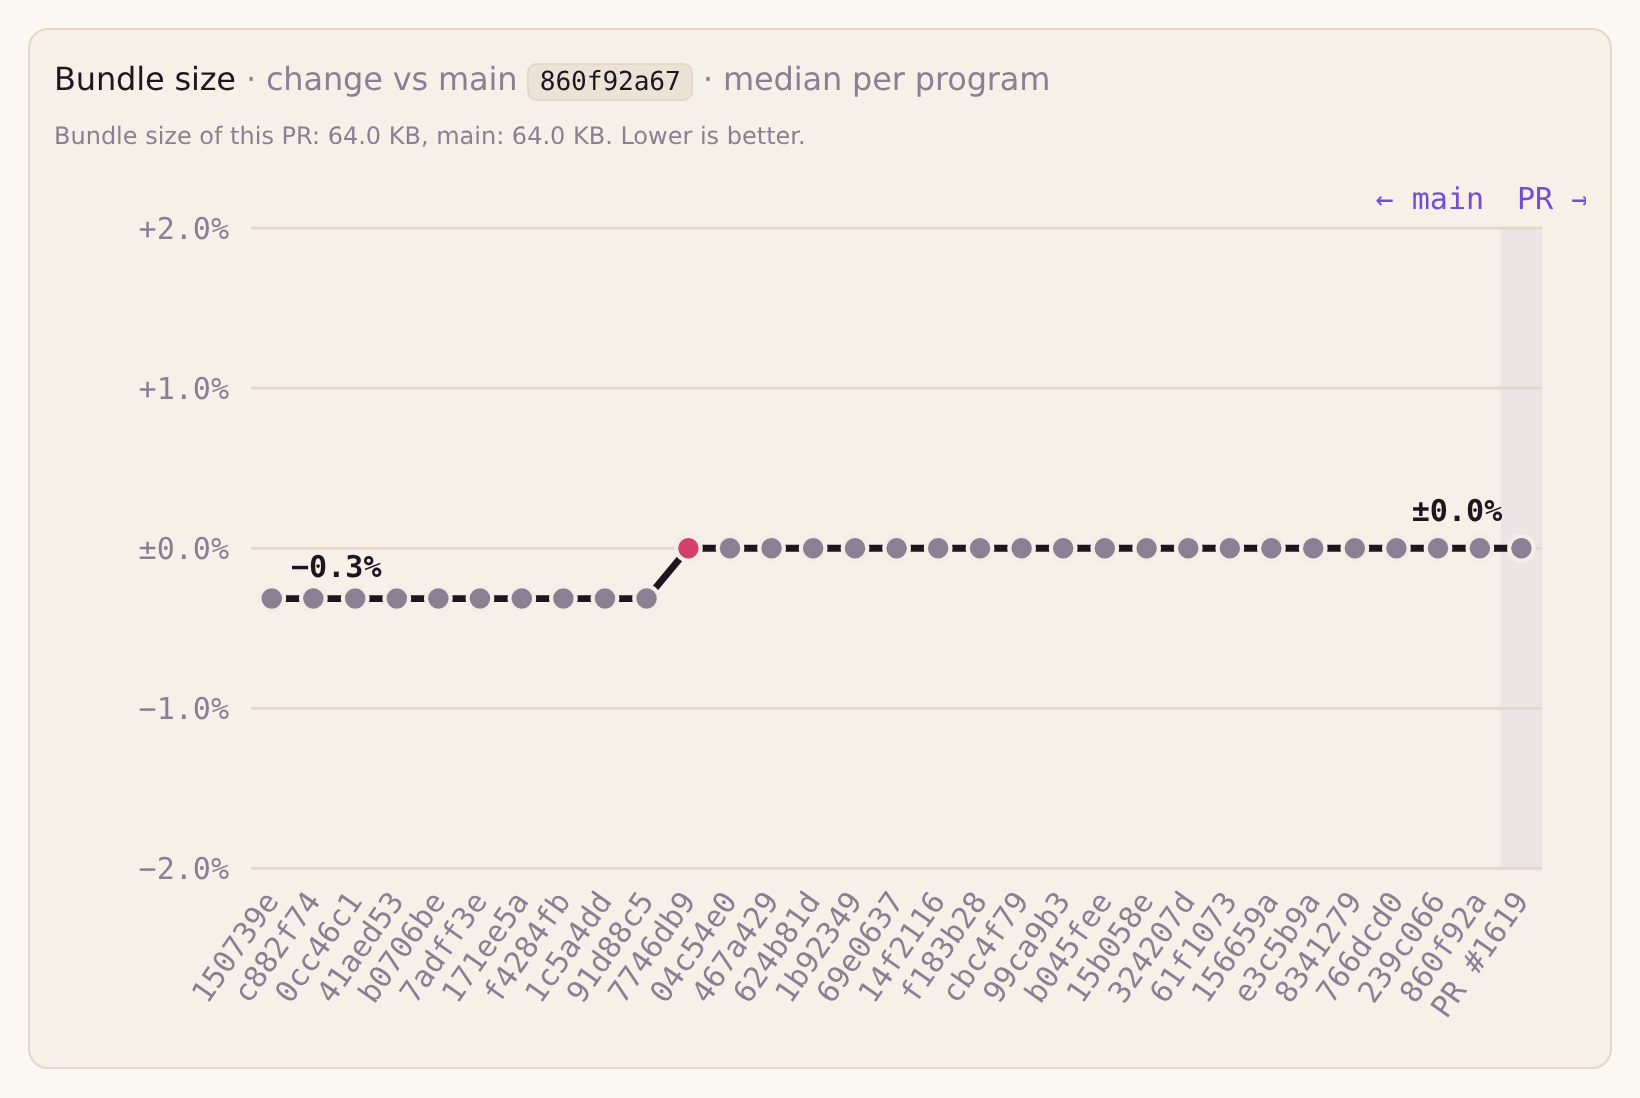 Bundle size · change vs main 860f92a67 · median per program
Bundle size of this PR: 64.0 KB, main: 64.0 KB. Lower is better.
← main PR →
+2.0%
+1.0%
±0.0%
−1.0%
−2.0%
−0.3%
±0.0%
150739e
c882f74
0cc46c1
41aed53
b0706be
7adff3e
171ee5a
f4284fb
1c5a4dd
91d88c5
7746db9
04c54e0
467a429
624b81d
1b92349
69e0637
14f2116
f183b28
cbc4f79
99ca9b3
b045fee
15b058e
324207d
61f1073
156659a
e3c5b9a
8341279
766dcd0
239c066
860f92a
PR #1619